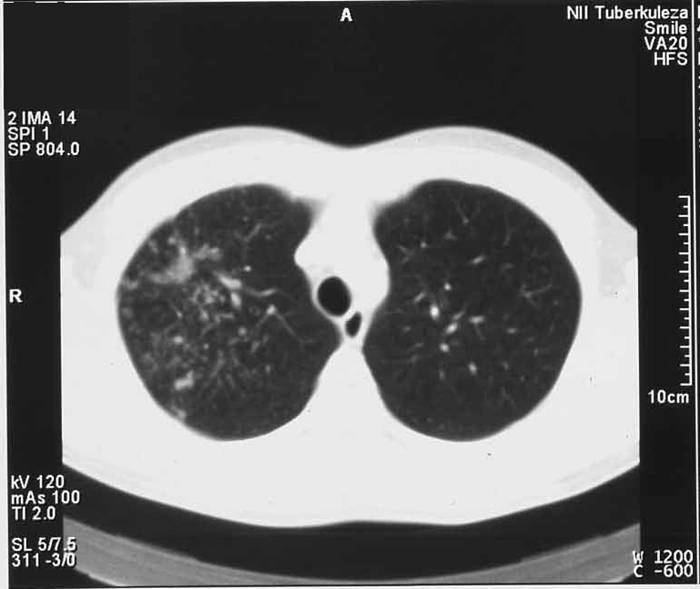 A
NII Tuberkuleza
Smile
VA20
HFS
2 IMA 14
SPI 1
SP 804.0
R
10cm
kV 120
mAs 100
TI 2.0
SL 5/7.5
311 -3/0
W 1200
C -600